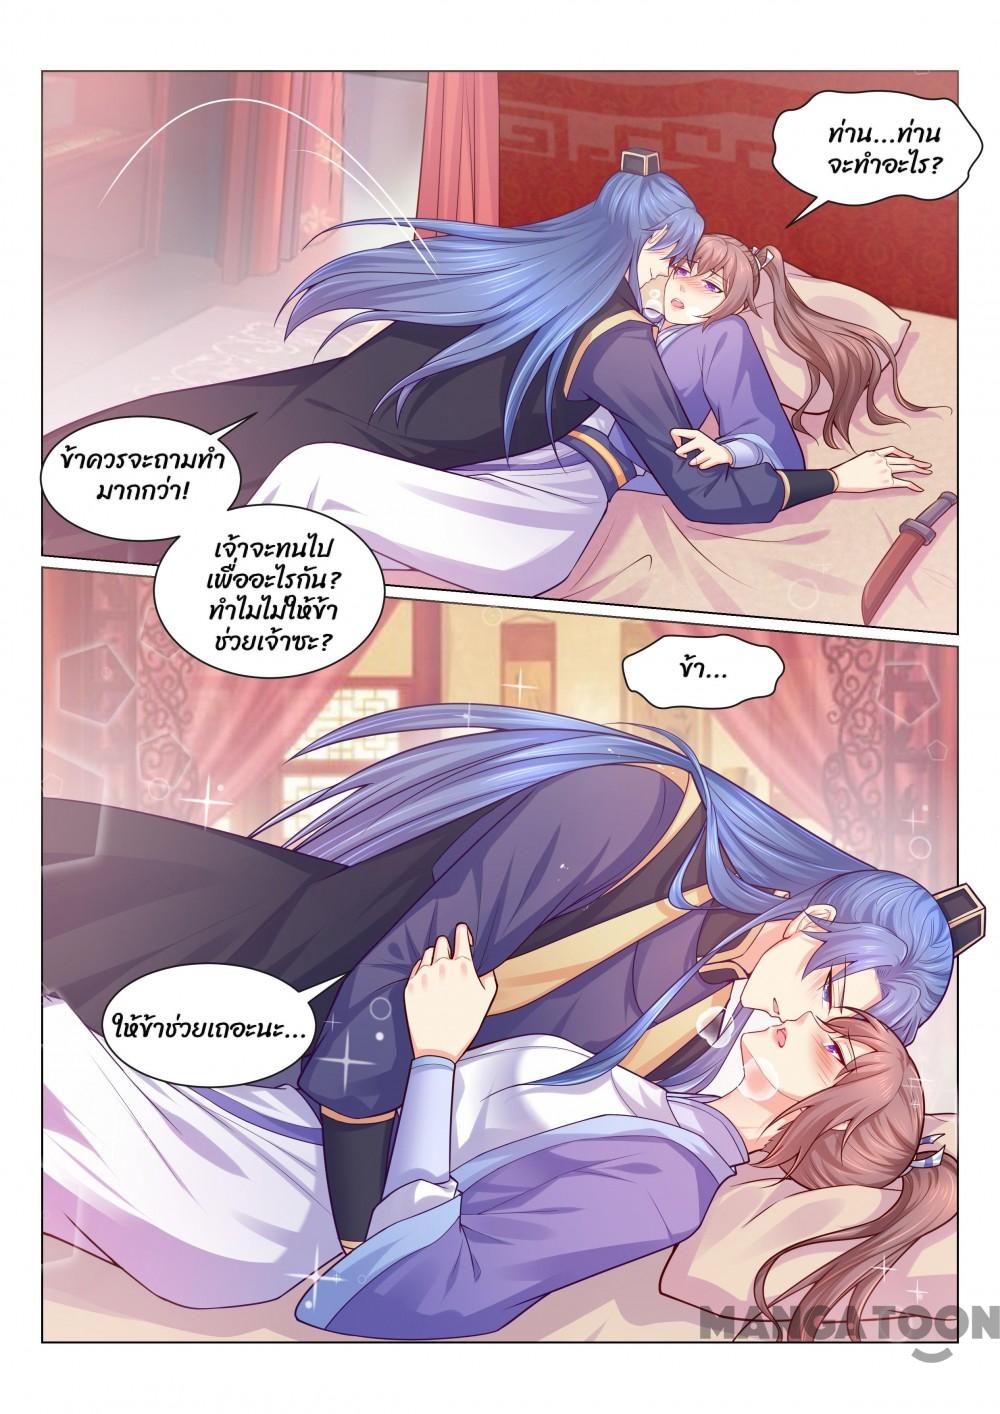 ท่าน...ท่าน
จะทำอะไร?
ข้าควรจะถามทำ
มากกว่า!
เจ้าจะทนไป
เพื่ออะไรกัน?
ทำไมไม่ให้ข้า
ช่วยเจ้าซะ?
ข้า...
ให้ข้าช่วยเถอะนะ...
MANGATOON